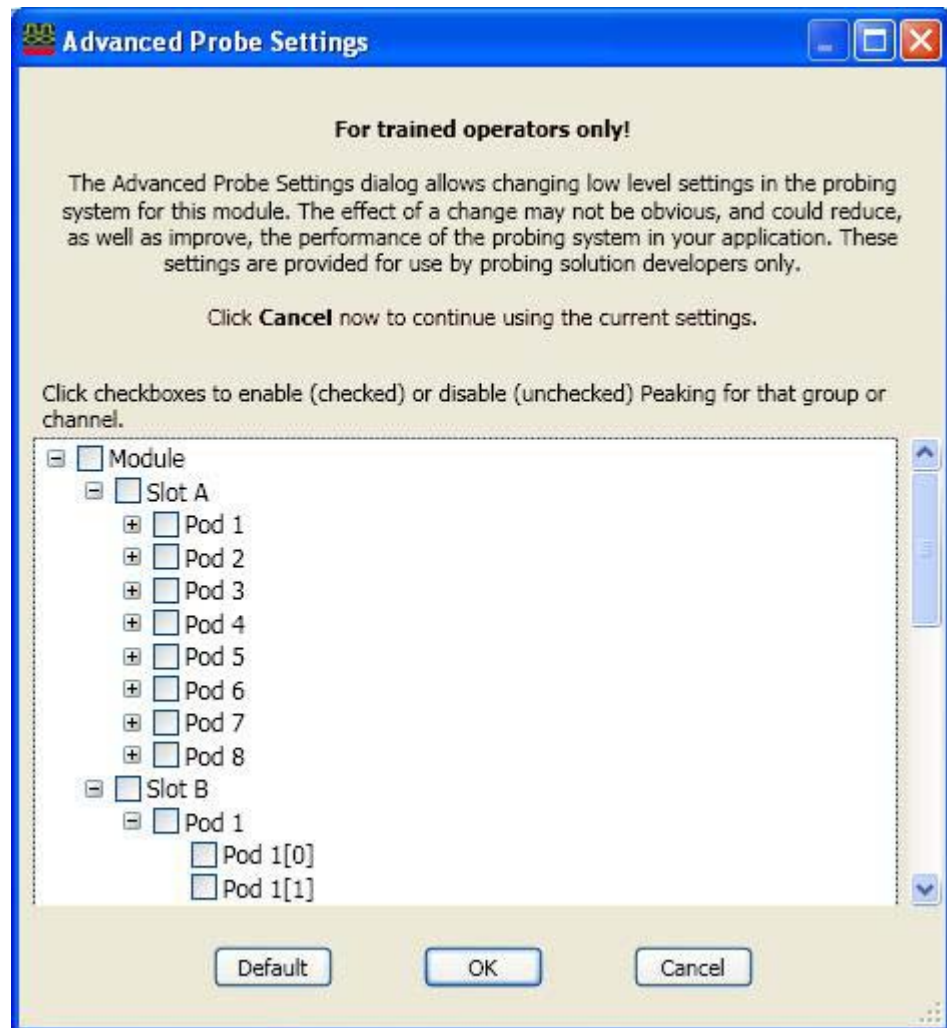 Advanced Probe Settings
For trained operators only!
The Advanced Probe Settings dialog allows changing low level settings in the probing
system for this module. The effect of a change may not be obvious, and could reduce,
as well as improve, the performance of the probing system in your application. These
settings are provided for use by probing solution developers only.
Click Cancel now to continue using the current settings.
Click checkboxes to enable (checked) or disable (unchecked) Peaking for that group or
channel.
Module
Slot A
Pod 1
Pod 2
Pod 3
Pod 4
Pod 5
Pod 6
Pod 7
Pod 8
Slot B
Pod 1
Pod 1[0]
Pod 1[1]
Default OK Cancel